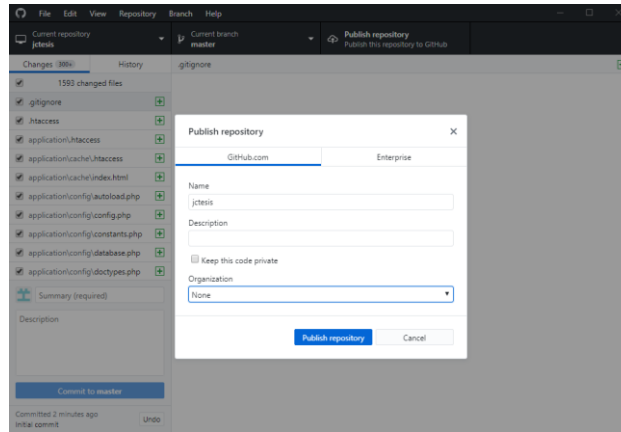 File Edit View Repository Branch Help
Current repository
jctesis
Current branch
master
Publish repository
Publish this repository to GitHub
Changes 300+ History
.gitignore
1593 changed files
.gitignore
.htaccess
application\.htaccess
application\cache\.htaccess
application\cache\index.html
application\config\autoload.php
application\config\config.php
application\config\constants.php
application\config\database.php
application\config\doctypes.php
Summary (required)
Description
Commit to master
Committed 2 minutes ago
Initial commit
Undo
Publish repository
GitHub.com Enterprise
Name
jctesis
Description
Keep this code private
Organization
None
Publish repository Cancel